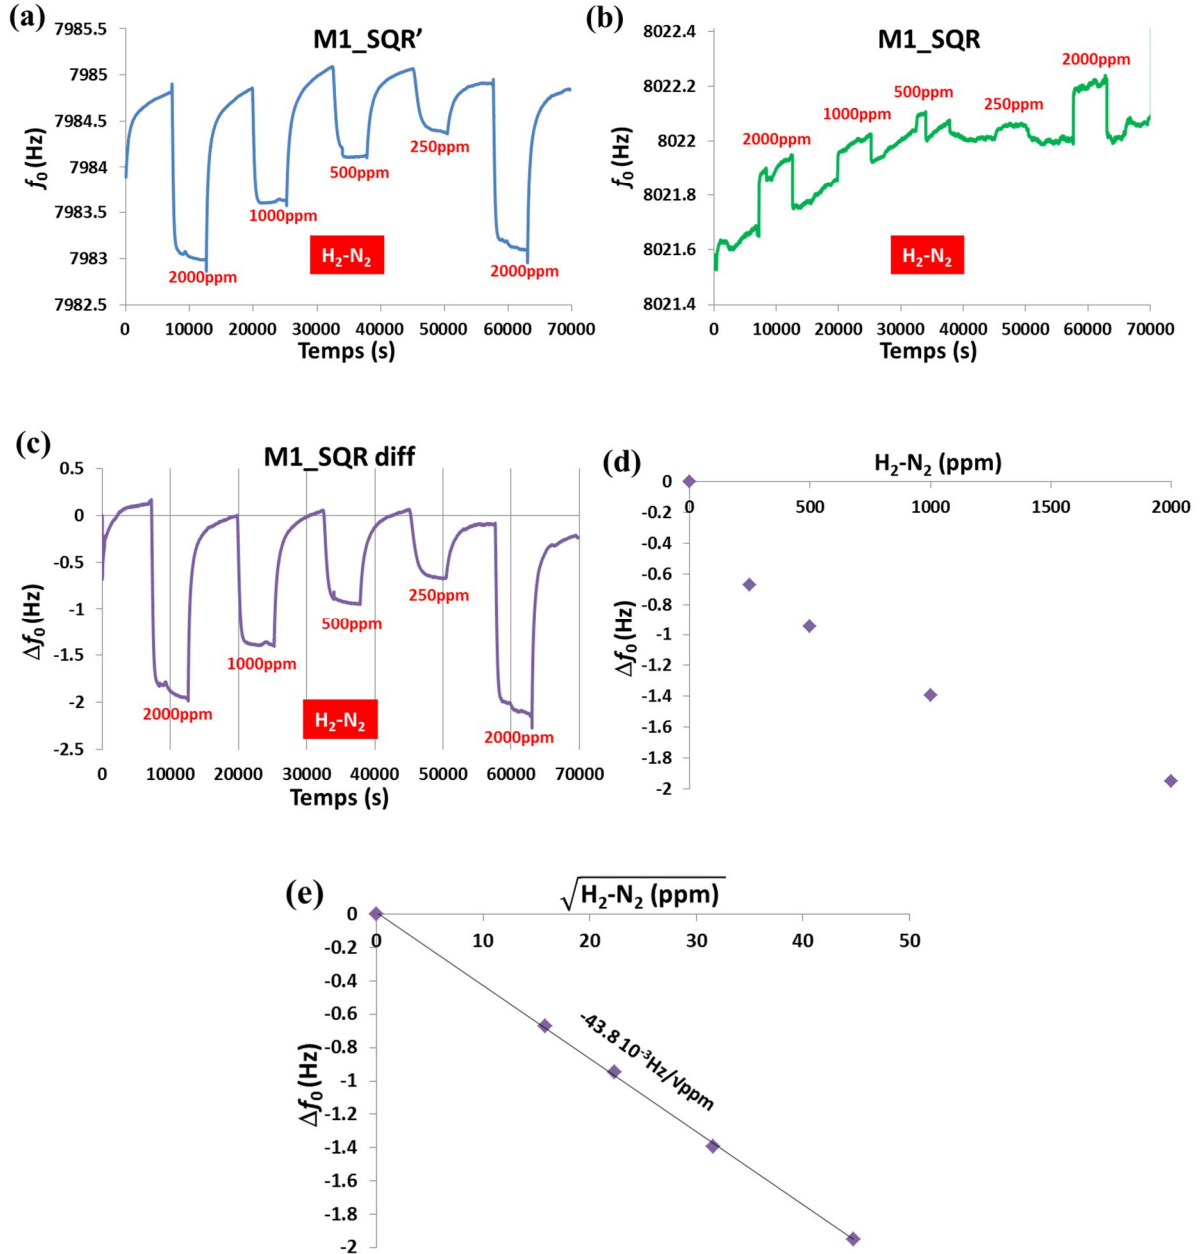 (a)
M1_SQR’
7985.5
7985
7984.5
7984
7983.5
7983
7982.5
f0 (Hz)
2000ppm
1000ppm
500ppm
250ppm
2000ppm
H2-N2
0 10000 20000 30000 40000 50000 60000 70000
Temps (s)
(b)
M1_SQR
8022.4
8022.2
8022
8021.8
8021.6
8021.4
f0 (Hz)
2000ppm
1000ppm
500ppm
250ppm
2000ppm
H2-N2
0 10000 20000 30000 40000 50000 60000 70000
Temps (s)
(c)
M1_SQR diff
0.5
0
-0.5
-1
-1.5
-2
-2.5
Δf0 (Hz)
2000ppm
1000ppm
500ppm
250ppm
2000ppm
H2-N2
0 10000 20000 30000 40000 50000 60000 70000
Temps (s)
(d)
H2-N2 (ppm)
0 500 1000 1500 2000
0
-0.2
-0.4
-0.6
-0.8
-1
-1.2
-1.4
-1.6
-1.8
-2
Δf0 (Hz)
(e)
√H2-N2 (ppm)
0 10 20 30 40 50
0
-0.2
-0.4
-0.6
-0.8
-1
-1.2
-1.4
-1.6
-1.8
-2
Δf0 (Hz)
-43.8 10-3Hz/√ppm